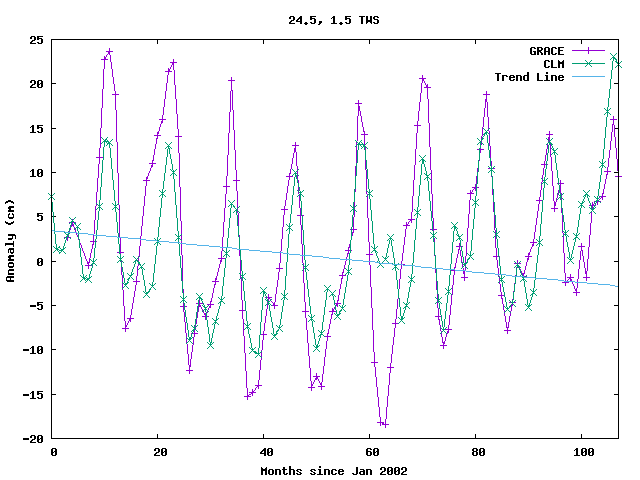 24.5, 1.5 TWS
GRACE
CLM
Trend Line
Anomaly (cm)
25
20
15
10
5
0
-5
-10
-15
-20
0 20 40 60 80 100
Months since Jan 2002